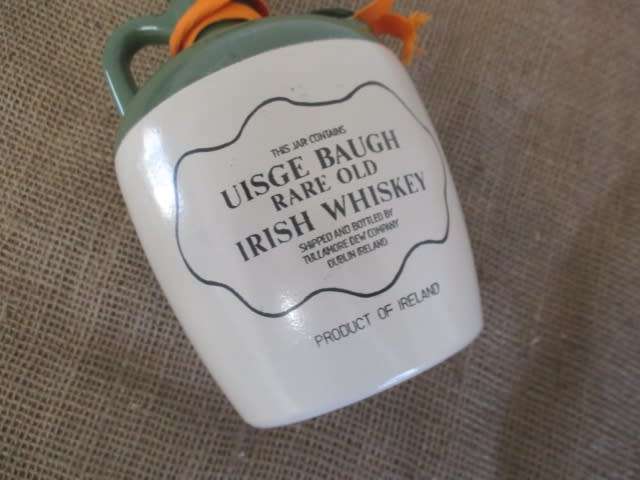 THIS JAR CONTAINS
UISGE BAUGH
RARE OLD
IRISH WHISKEY
SHIPPED AND BOTTLED BY
TULLAMORE DEW COMPANY
DUBLIN IRELAND
PRODUCT OF IRELAND